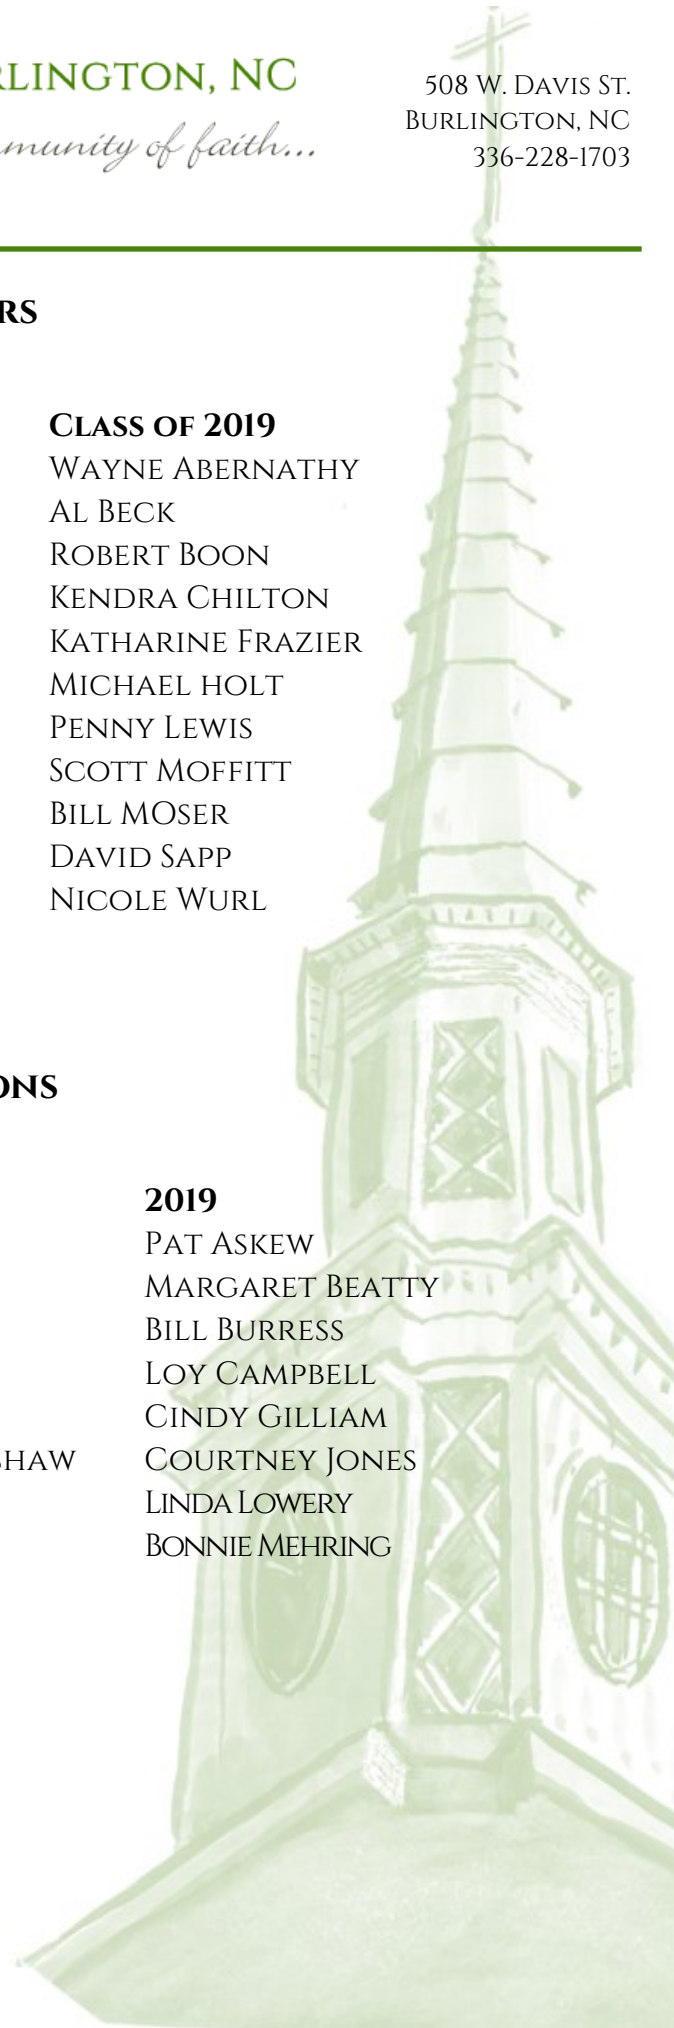 RLINGTON, NC
munity of faith...
508 W. Davis St.
Burlington, NC
336-228-1703
RS
Class of 2019
Wayne Abernathy
Al Beck
Robert Boon
Kendra Chilton
Katharine Frazier
Michael holt
Penny Lewis
Scott Moffitt
Bill MOser
David Sapp
Nicole Wurl
ONS
2019
Pat Askew
Margaret Beatty
Bill Burress
Loy Campbell
Cindy Gilliam
SHAW Courtney Jones
Linda Lowery
Bonnie Mehring